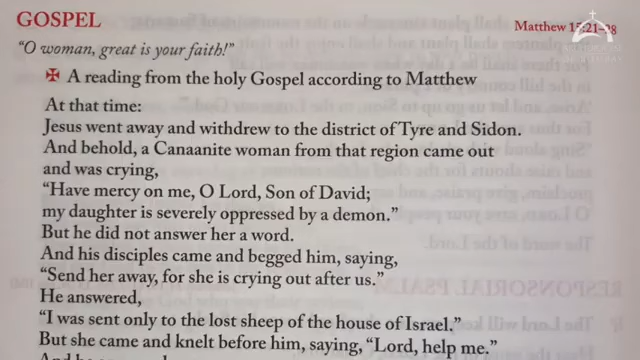 GOSPEL
Matthew 15:21-28
"O woman, great is your faith!"
✠ A reading from the holy Gospel according to Matthew
At that time:
Jesus went away and withdrew to the district of Tyre and Sidon.
And behold, a Canaanite woman from that region came out
and was crying,
"Have mercy on me, O Lord, Son of David;
my daughter is severely oppressed by a demon."
But he did not answer her a word.
And his disciples came and begged him, saying,
"Send her away, for she is crying out after us."
He answered,
"I was sent only to the lost sheep of the house of Israel."
But she came and knelt before him, saying, "Lord, help me."